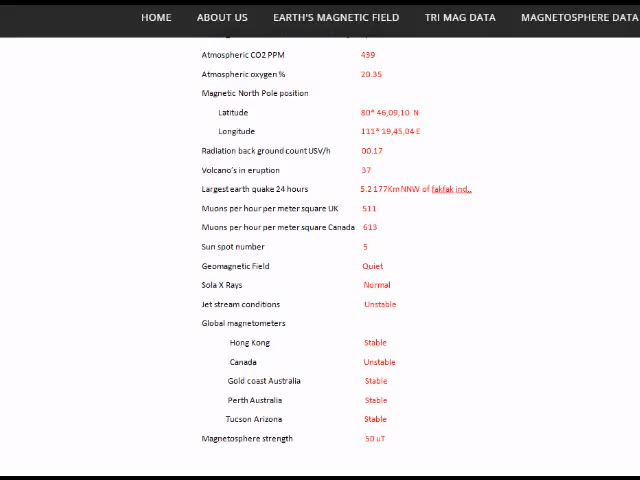 HOME ABOUT US EARTH'S MAGNETIC FIELD TRI MAG DATA MAGNETOSPHERE DATA
Atmospheric CO2 PPM 439
Atmospheric oxygen % 20.35
Magnetic North Pole position
Latitude 80* 46,09,10 N
Longitude 111* 19,45,04 E
Radiation back ground count USV/h 00.17
Volcano's in eruption 37
Largest earth quake 24 hours 5.2 177Km NNW of fakfak ind..
Muons per hour per meter square UK 511
Muons per hour per meter square Canada 613
Sun spot number 5
Geomagnetic Field Quiet
Sola X Rays Normal
Jet stream conditions Unstable
Global magnetometers
Hong Kong Stable
Canada Unstable
Gold coast Australia Stable
Perth Australia Stable
Tucson Arizona Stable
Magnetosphere strength 50 uT